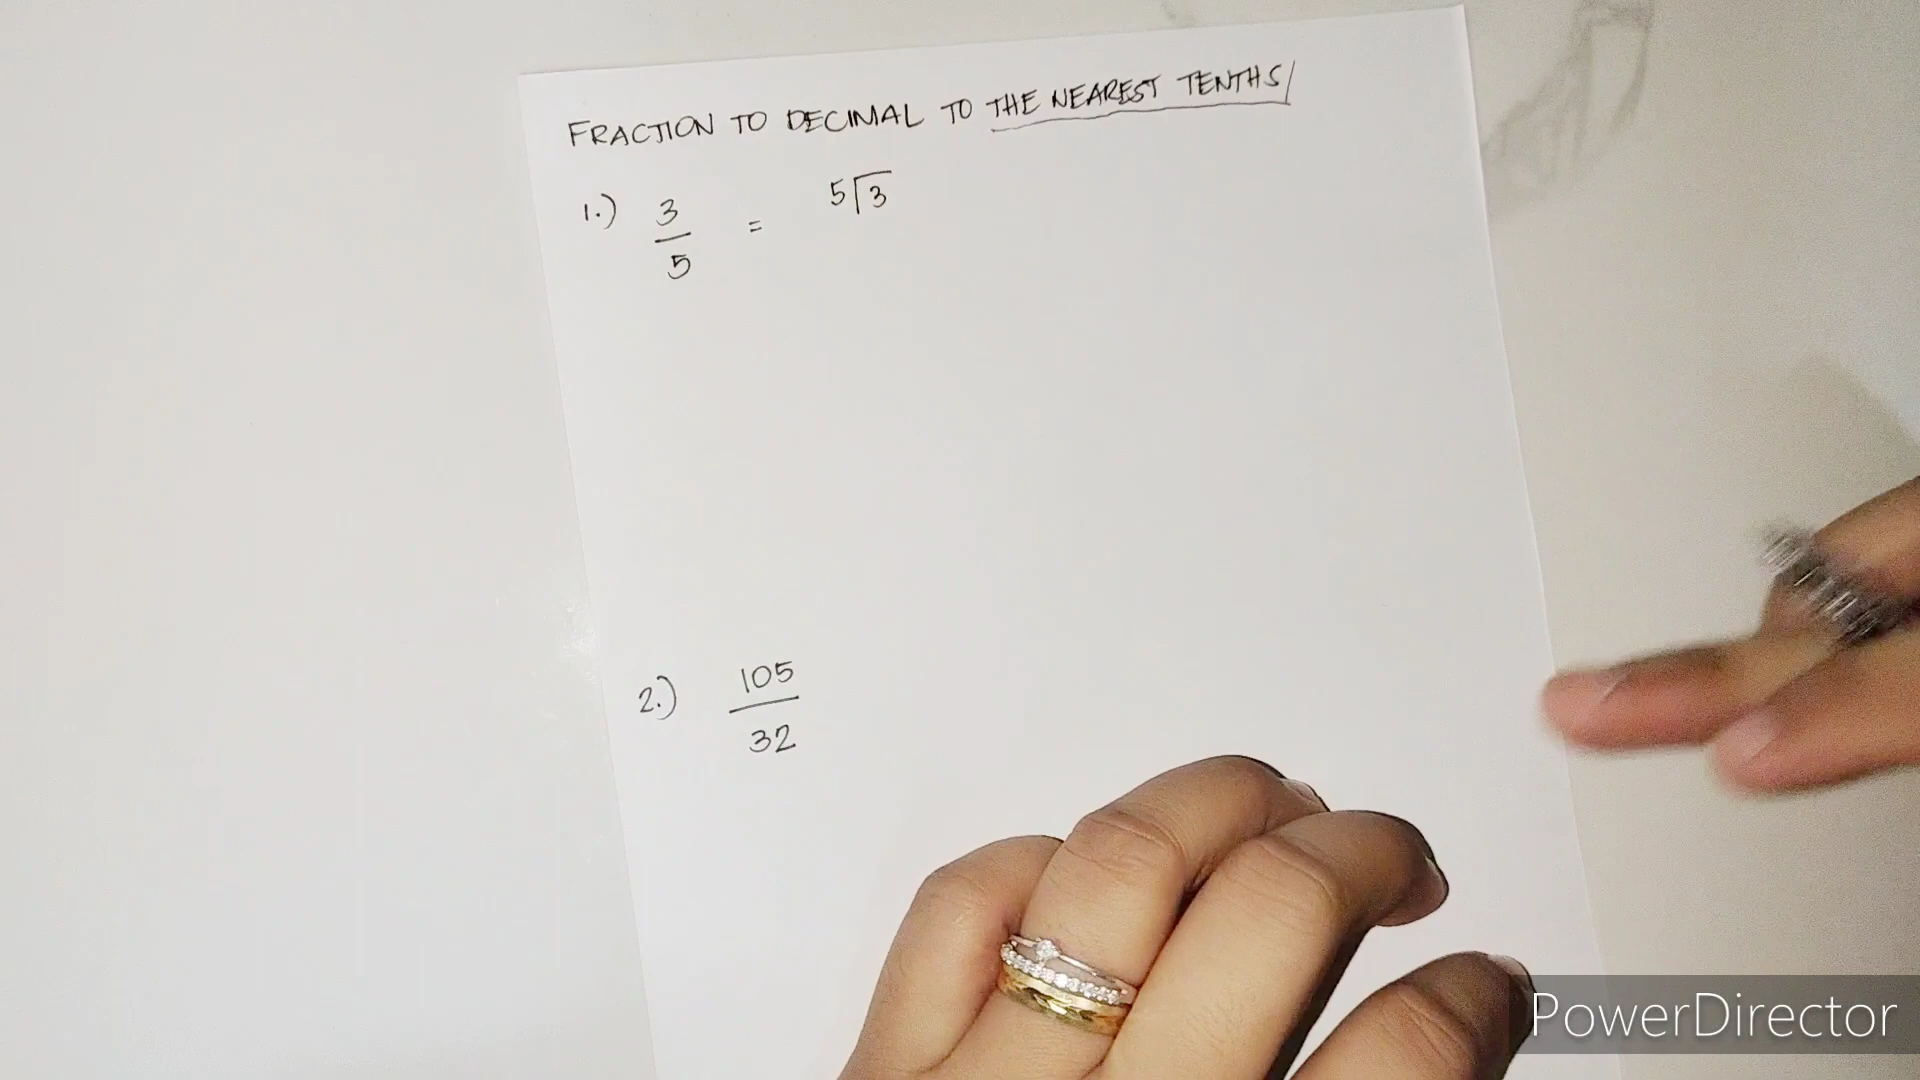 FRACTION TO DECIMAL TO THE NEAREST TENTHS
1.) 3/5 = 5√3
2.) 105/32
PowerDirector